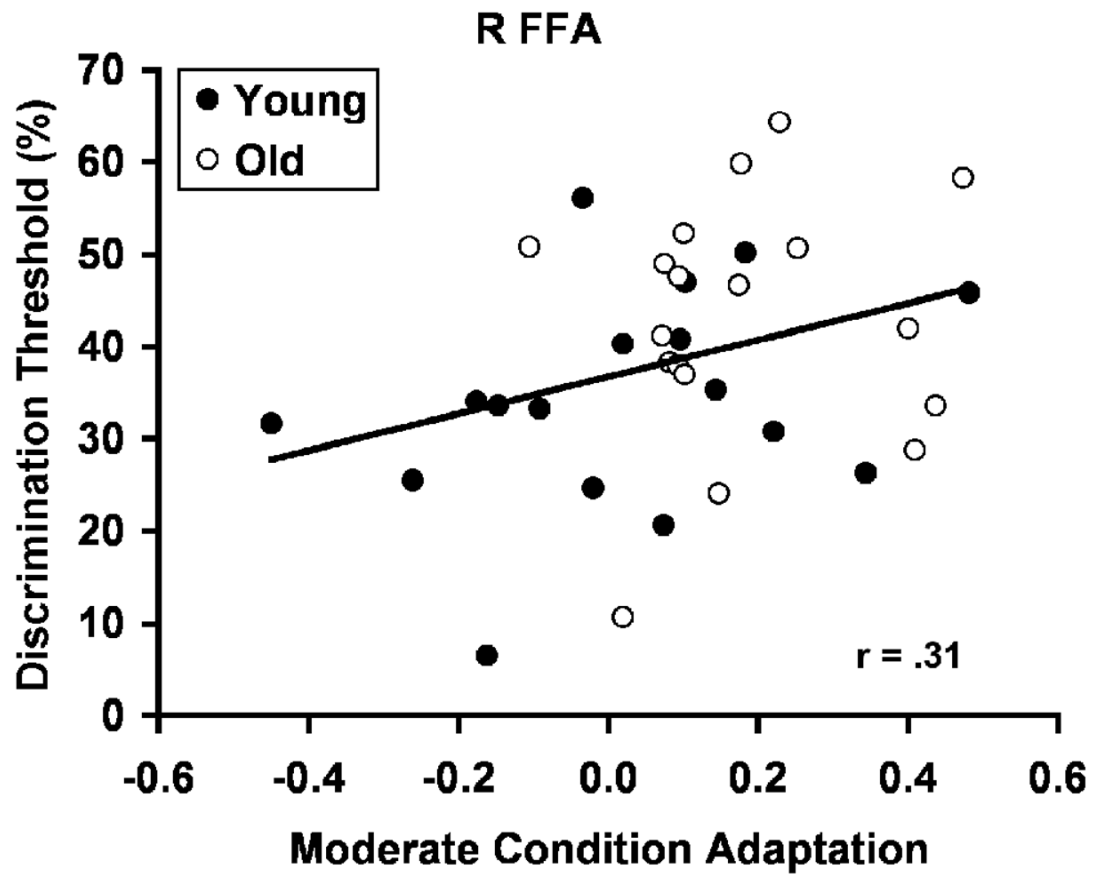 R FFA
Young
Old
Discrimination Threshold (%)
70
60
50
40
30
20
10
0
r = .31
-0.6 -0.4 -0.2 0.0 0.2 0.4 0.6
Moderate Condition Adaptation